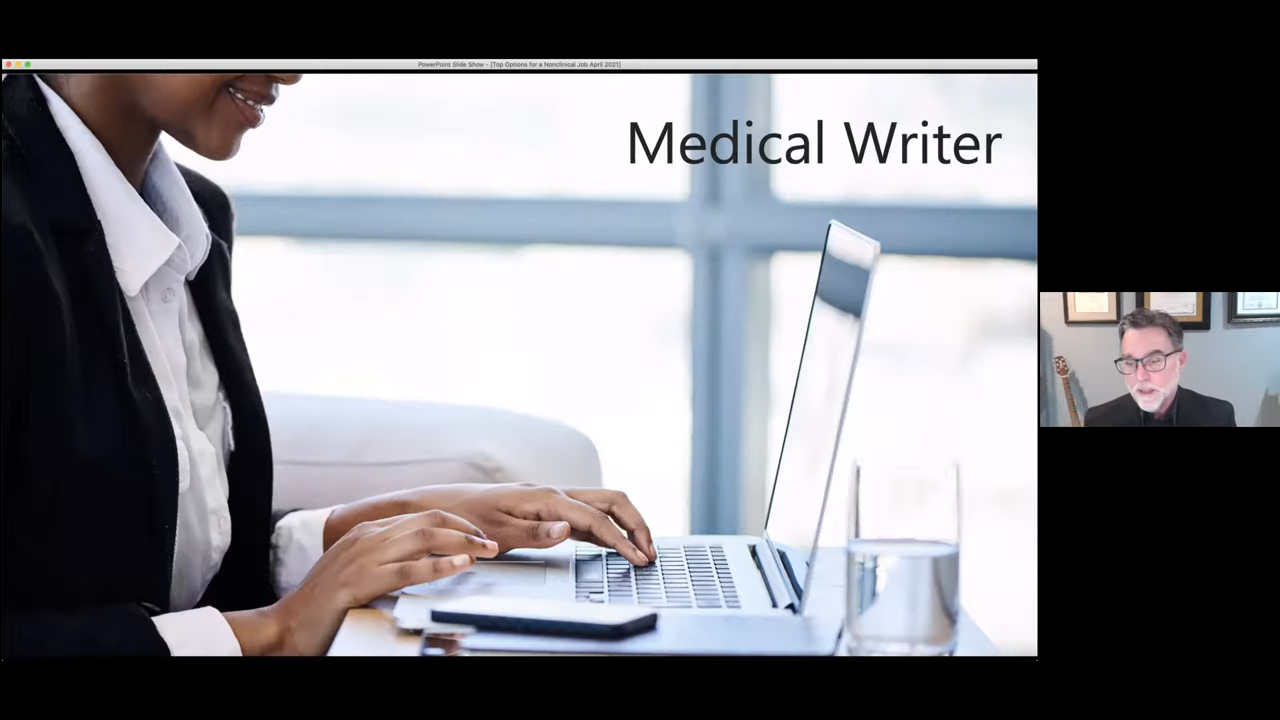 PowerPoint Slide Show - [Top Options for a Nonclinical Job April 2021]
Medical Writer